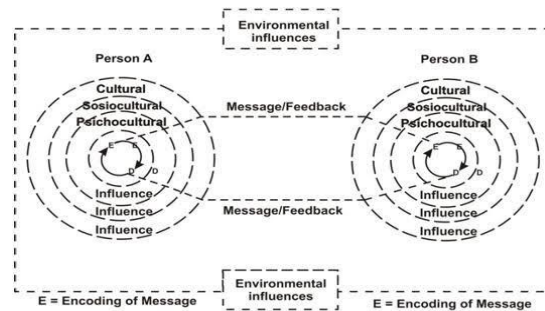 Environmental
influences
Person A
Person B
Cultural
Sosiocultural
Psichocultural
E E
D D
Influence
Influence
Influence
Message/Feedback
Message/Feedback
Cultural
Sosiocultural
Psichocultural
E E
D D
Influence
Influence
Influence
Environmental
influences
E = Encoding of Message
E = Encoding of Message